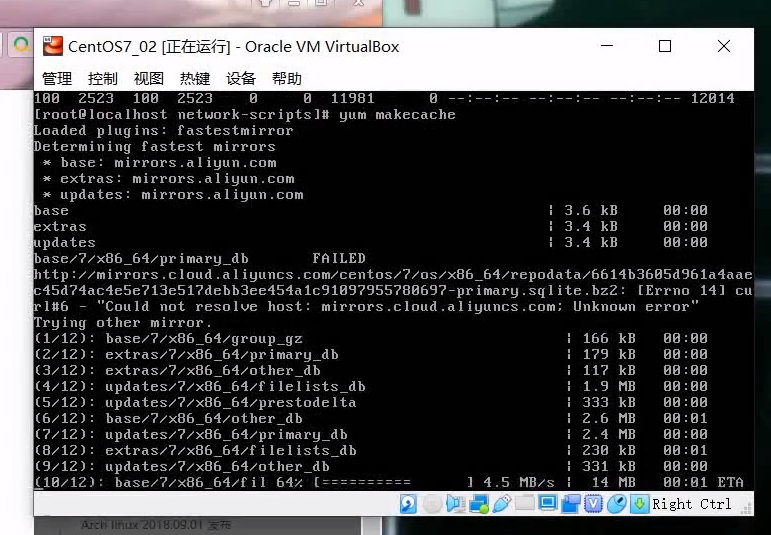 CentOS7_02 [正在运行] - Oracle VM VirtualBox
管理 控制 视图 热键 设备 帮助
100 2523 100 2523 0 0 11981 0 --:--:-- --:--:-- --:--:-- 12014
[root@localhost network-scripts]# yum makecache
Loaded plugins: fastestmirror
Determining fastest mirrors
* base: mirrors.aliyun.com
* extras: mirrors.aliyun.com
* updates: mirrors.aliyun.com
base | 3.6 kB 00:00
extras | 3.4 kB 00:00
updates | 3.4 kB 00:00
base/7/x86_64/primary_db FAILED
http://mirrors.cloud.aliyuncs.com/centos/7/os/x86_64/repodata/6614b3605d961a4aae
c45d74ac4e5e713e517debb3ee454a1c91097955780697-primary.sqlite.bz2: [Errno 14] cu
rl#6 - "Could not resolve host: mirrors.cloud.aliyuncs.com; Unknown error"
Trying other mirror.
(1/12): base/7/x86_64/group_gz | 166 kB 00:00
(2/12): extras/7/x86_64/primary_db | 179 kB 00:00
(3/12): extras/7/x86_64/other_db | 117 kB 00:00
(4/12): updates/7/x86_64/filelists_db | 1.9 MB 00:00
(5/12): updates/7/x86_64/prestodelta | 333 kB 00:00
(6/12): base/7/x86_64/other_db | 2.6 MB 00:01
(7/12): updates/7/x86_64/primary_db | 2.4 MB 00:00
(8/12): extras/7/x86_64/filelists_db | 230 kB 00:01
(9/12): updates/7/x86_64/other_db | 331 kB 00:00
(10/12): base/7/x86_64/fil 64% [========== ] 4.5 MB/s | 14 MB 00:01 ETA
Right Ctrl
Arch linux 2018.09.01 发布